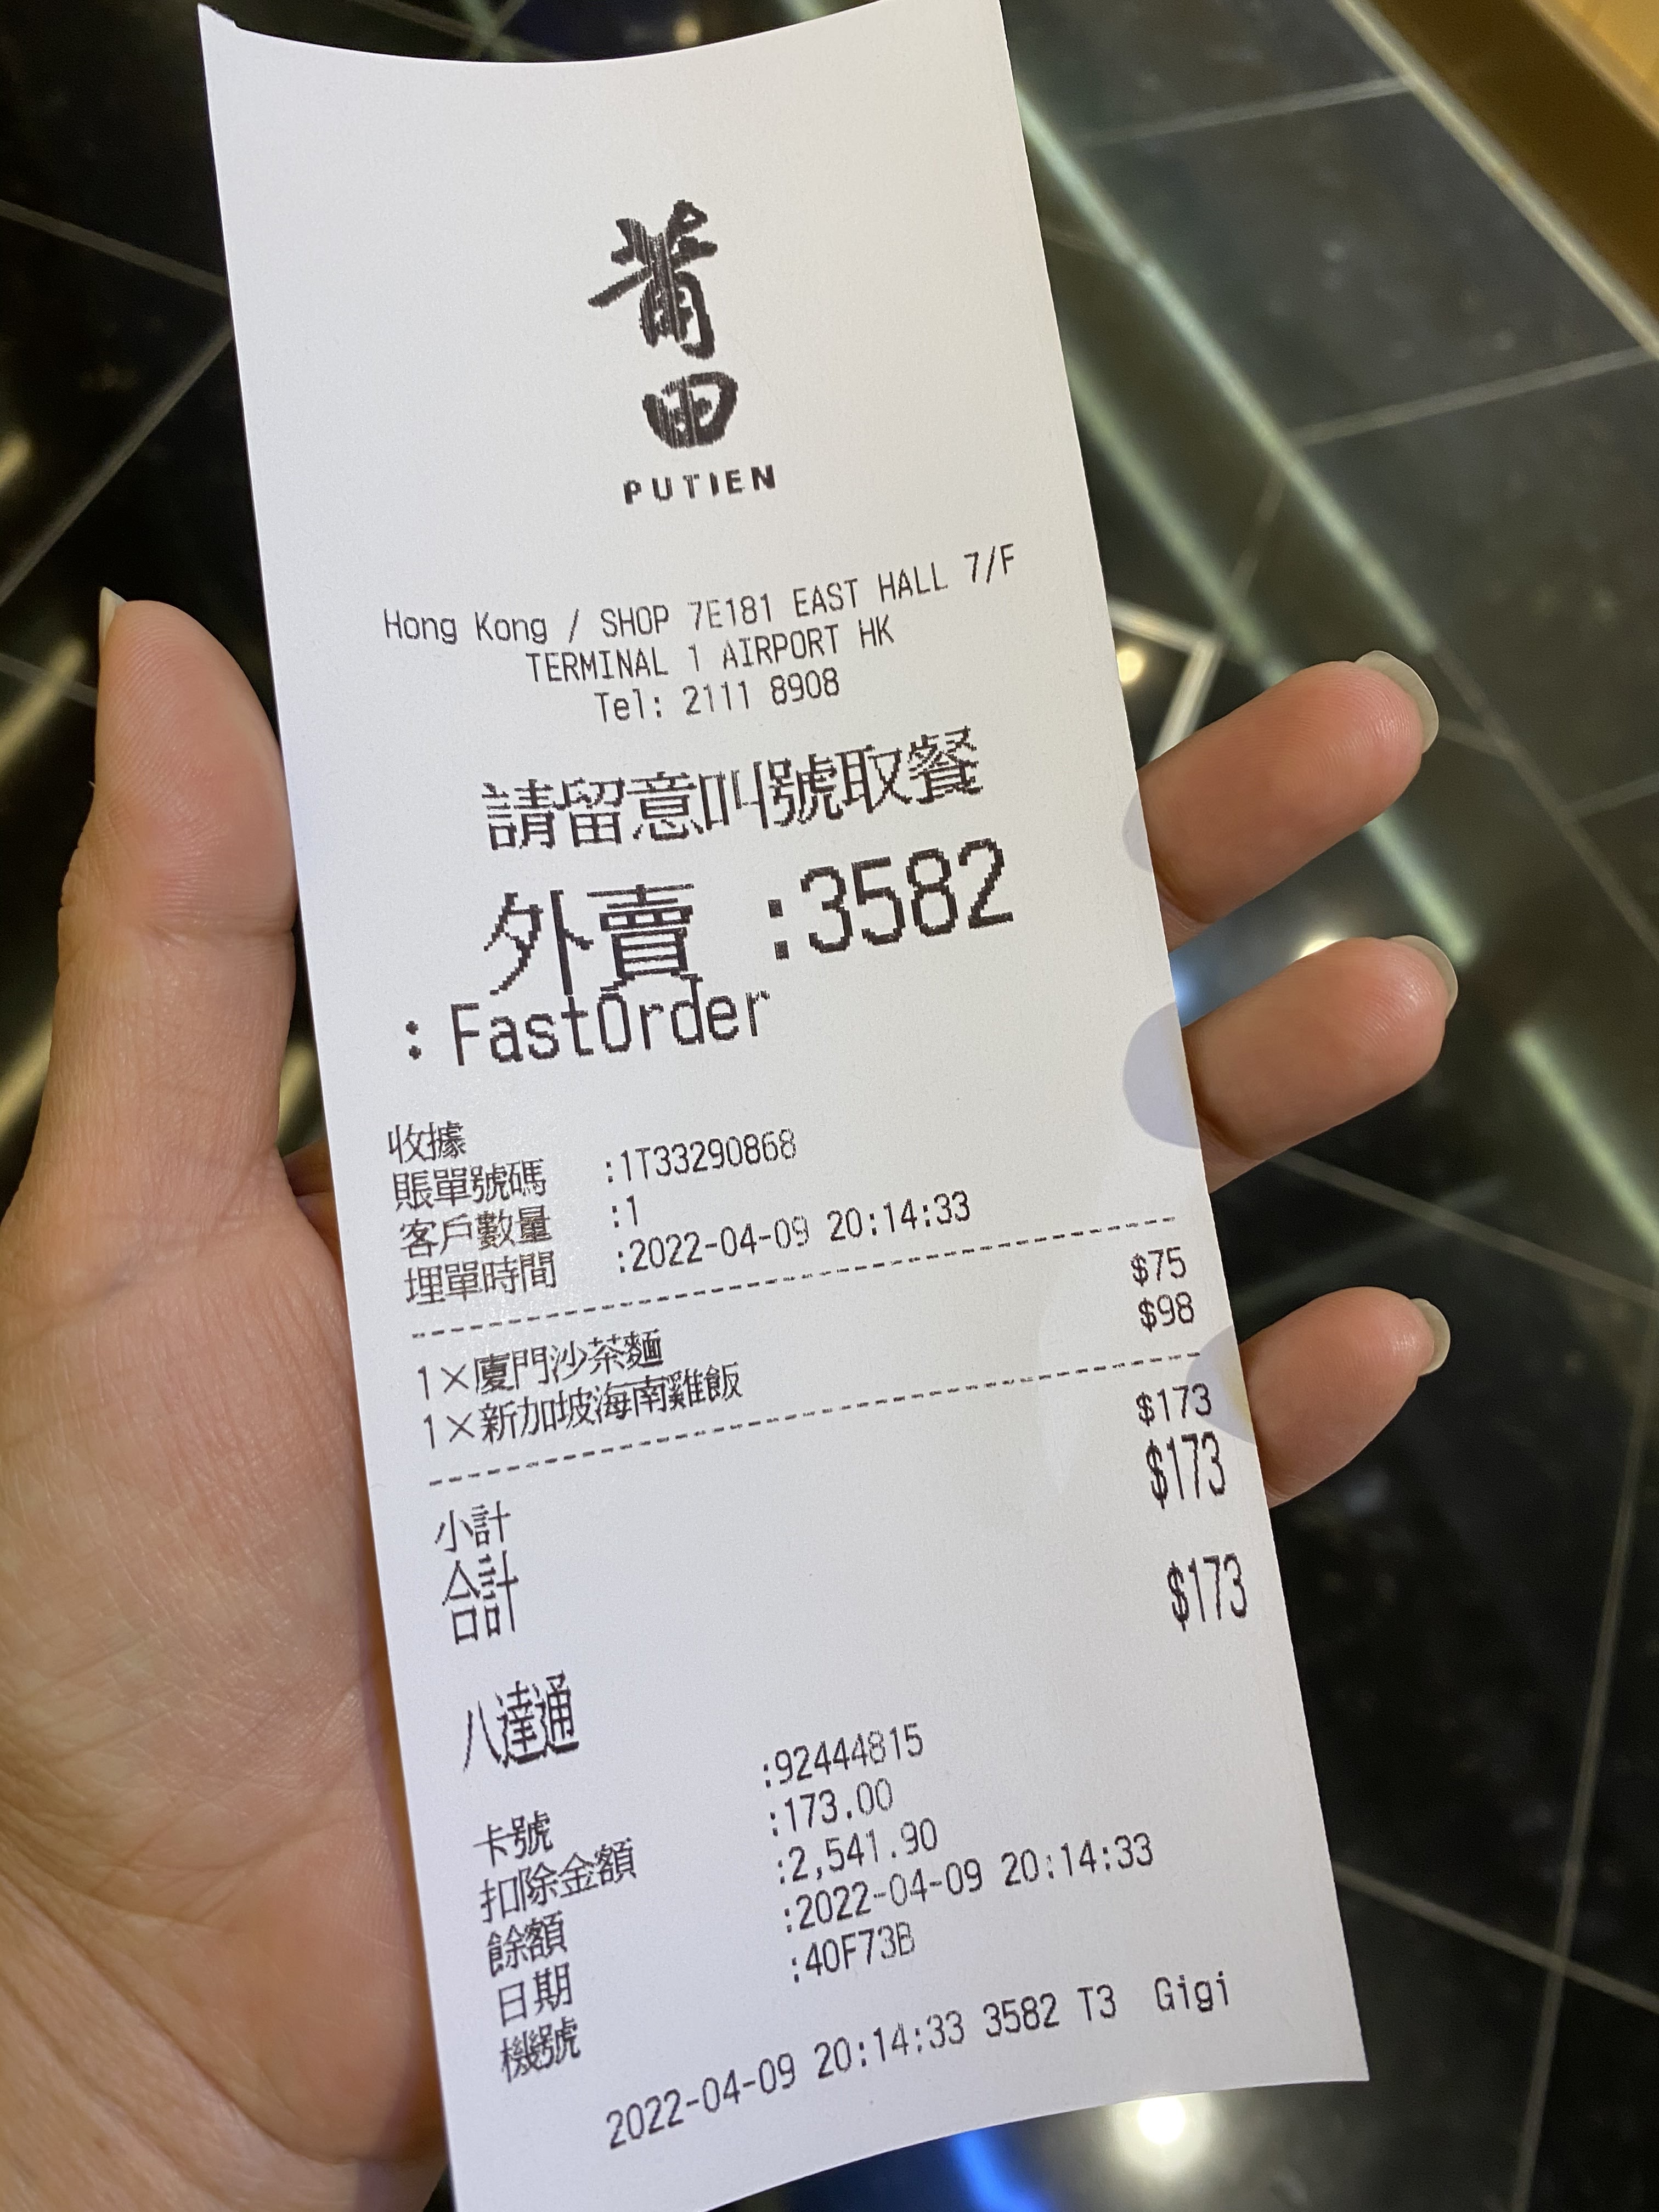 莆
田
PUTIEN
Hong Kong / SHOP 7E181 EAST HALL 7/F
TERMINAL 1 AIRPORT HK
Tel: 2111 8908
請留意叫號取餐
外賣 :3582
: FastOrder
收據
賬單號碼 :1T33290868
客戶數量 :1
埋單時間 :2022-04-09 20:14:33
1×廈門沙茶麵 $75
1×新加坡海南雞飯 $98
小計 $173
合計 $173
八達通 $173
卡號 :92444815
扣除金額 :173.00
餘額 :2,541.90
日期 :2022-04-09 20:14:33
機號 :40F73B
2022-04-09 20:14:33 3582 T3 Gigi